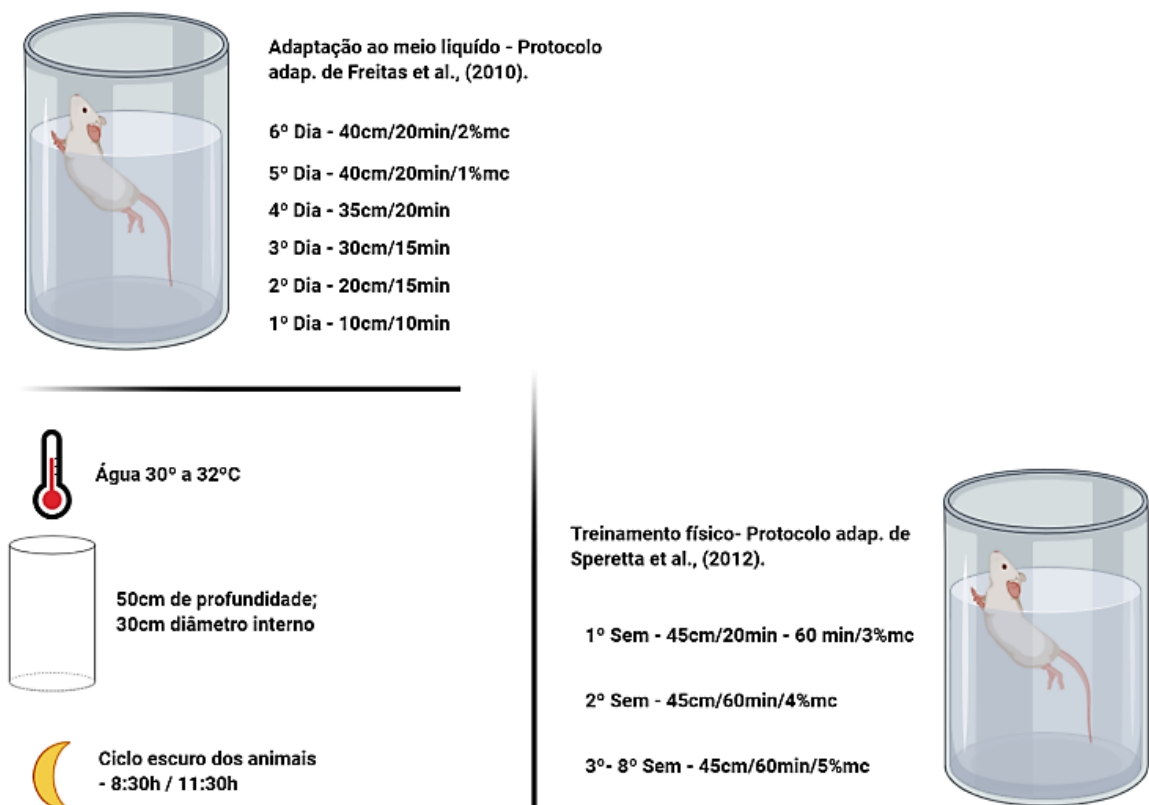 Adaptação ao meio liquído - Protocolo
adap. de Freitas et al., (2010).
6º Dia - 40cm/20min/2%mc
5º Dia - 40cm/20min/1%mc
4º Dia - 35cm/20min
3º Dia - 30cm/15min
2º Dia - 20cm/15min
1º Dia - 10cm/10min
Água 30º a 32ºC
50cm de profundidade;
30cm diâmetro interno
Ciclo escuro dos animais
- 8:30h / 11:30h
Treinamento físico- Protocolo adap. de
Speretta et al., (2012).
1º Sem - 45cm/20min - 60 min/3%mc
2º Sem - 45cm/60min/4%mc
3º- 8º Sem - 45cm/60min/5%mc